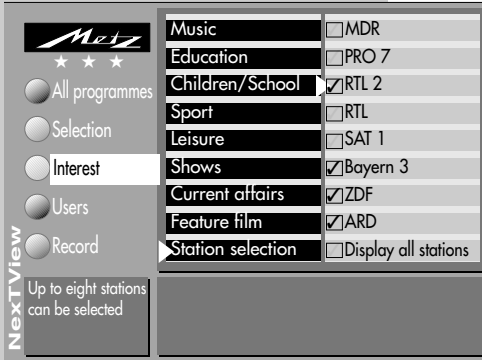 Metz
All programmes
Selection
Interest
Users
Record
NexTView
Music
Education
Children/School
Sport
Leisure
Shows
Current affairs
Feature film
Station selection
MDR
PRO 7
RTL 2
RTL
SAT 1
Bayern 3
ZDF
ARD
Display all stations
Up to eight stations
can be selected